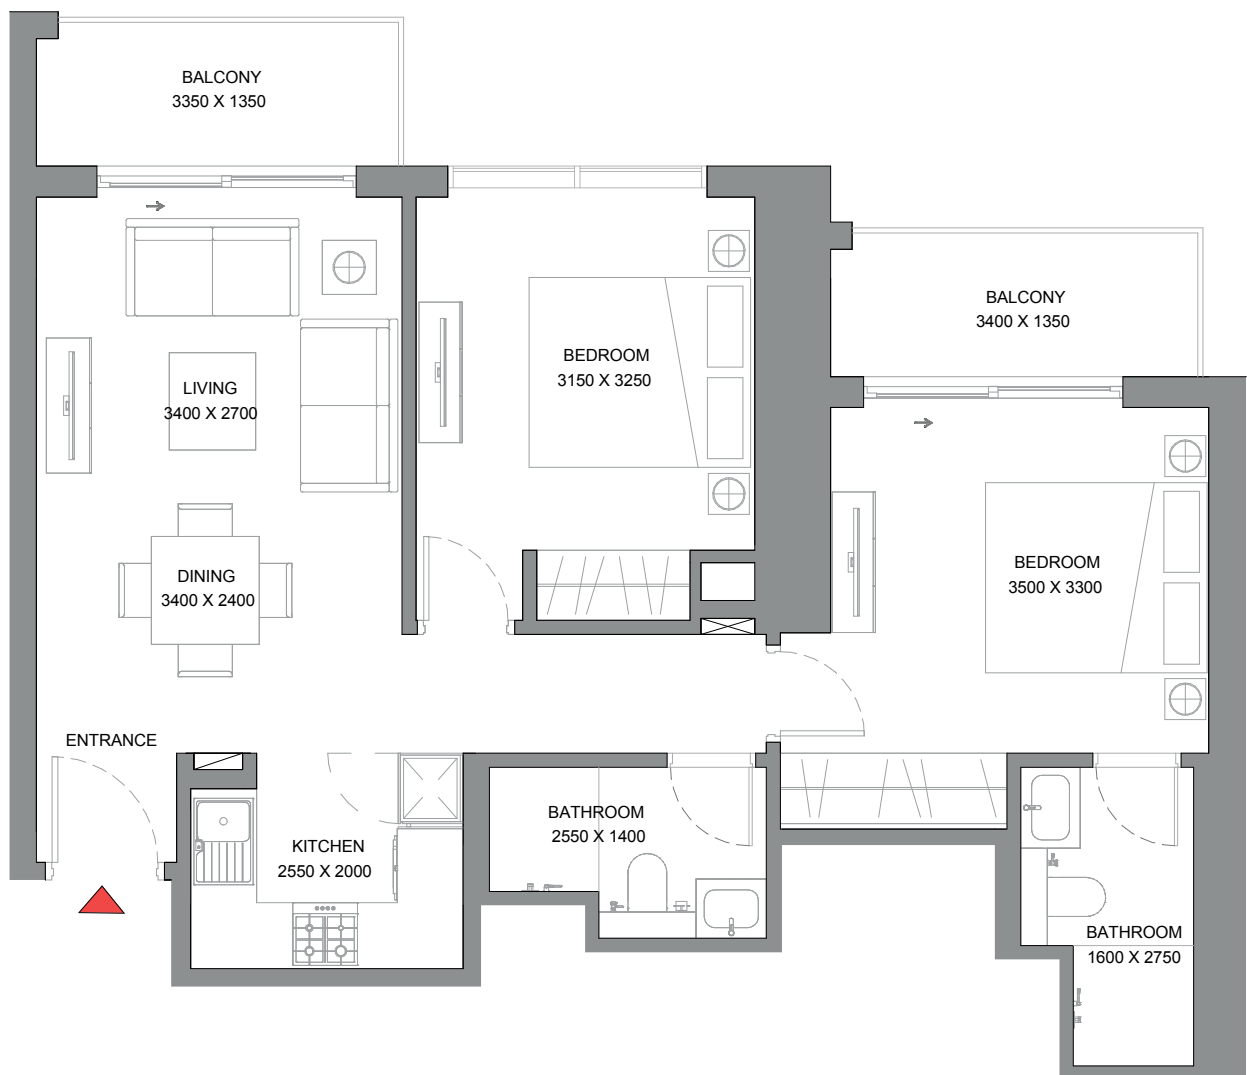 BALCONY
3350 X 1350
BALCONY
3400 X 1350
BEDROOM
3150 X 3250
LIVING
3400 X 2700
BEDROOM
3500 X 3300
DINING
3400 X 2400
ENTRANCE
BATHROOM
2550 X 1400
KITCHEN
2550 X 2000
BATHROOM
1600 X 2750